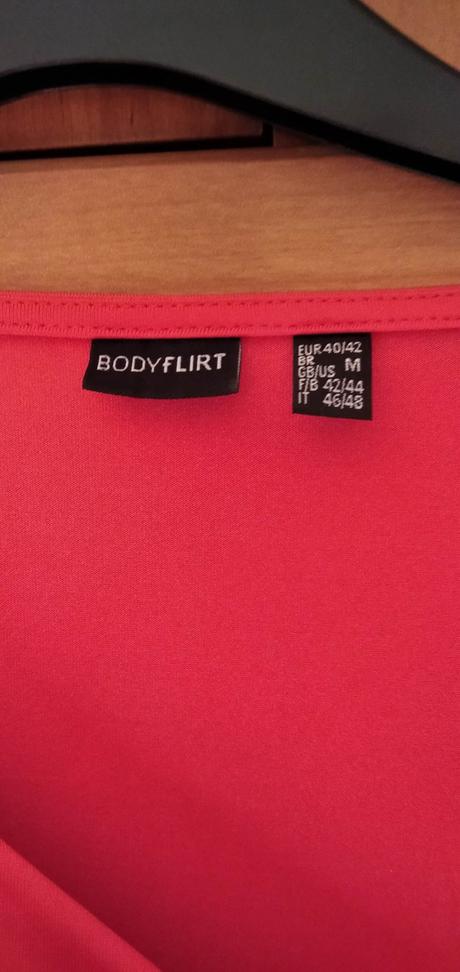 BODYFLIRT
EUR 40/42
BR
GB/US M
F/B 42/44
IT 46/48